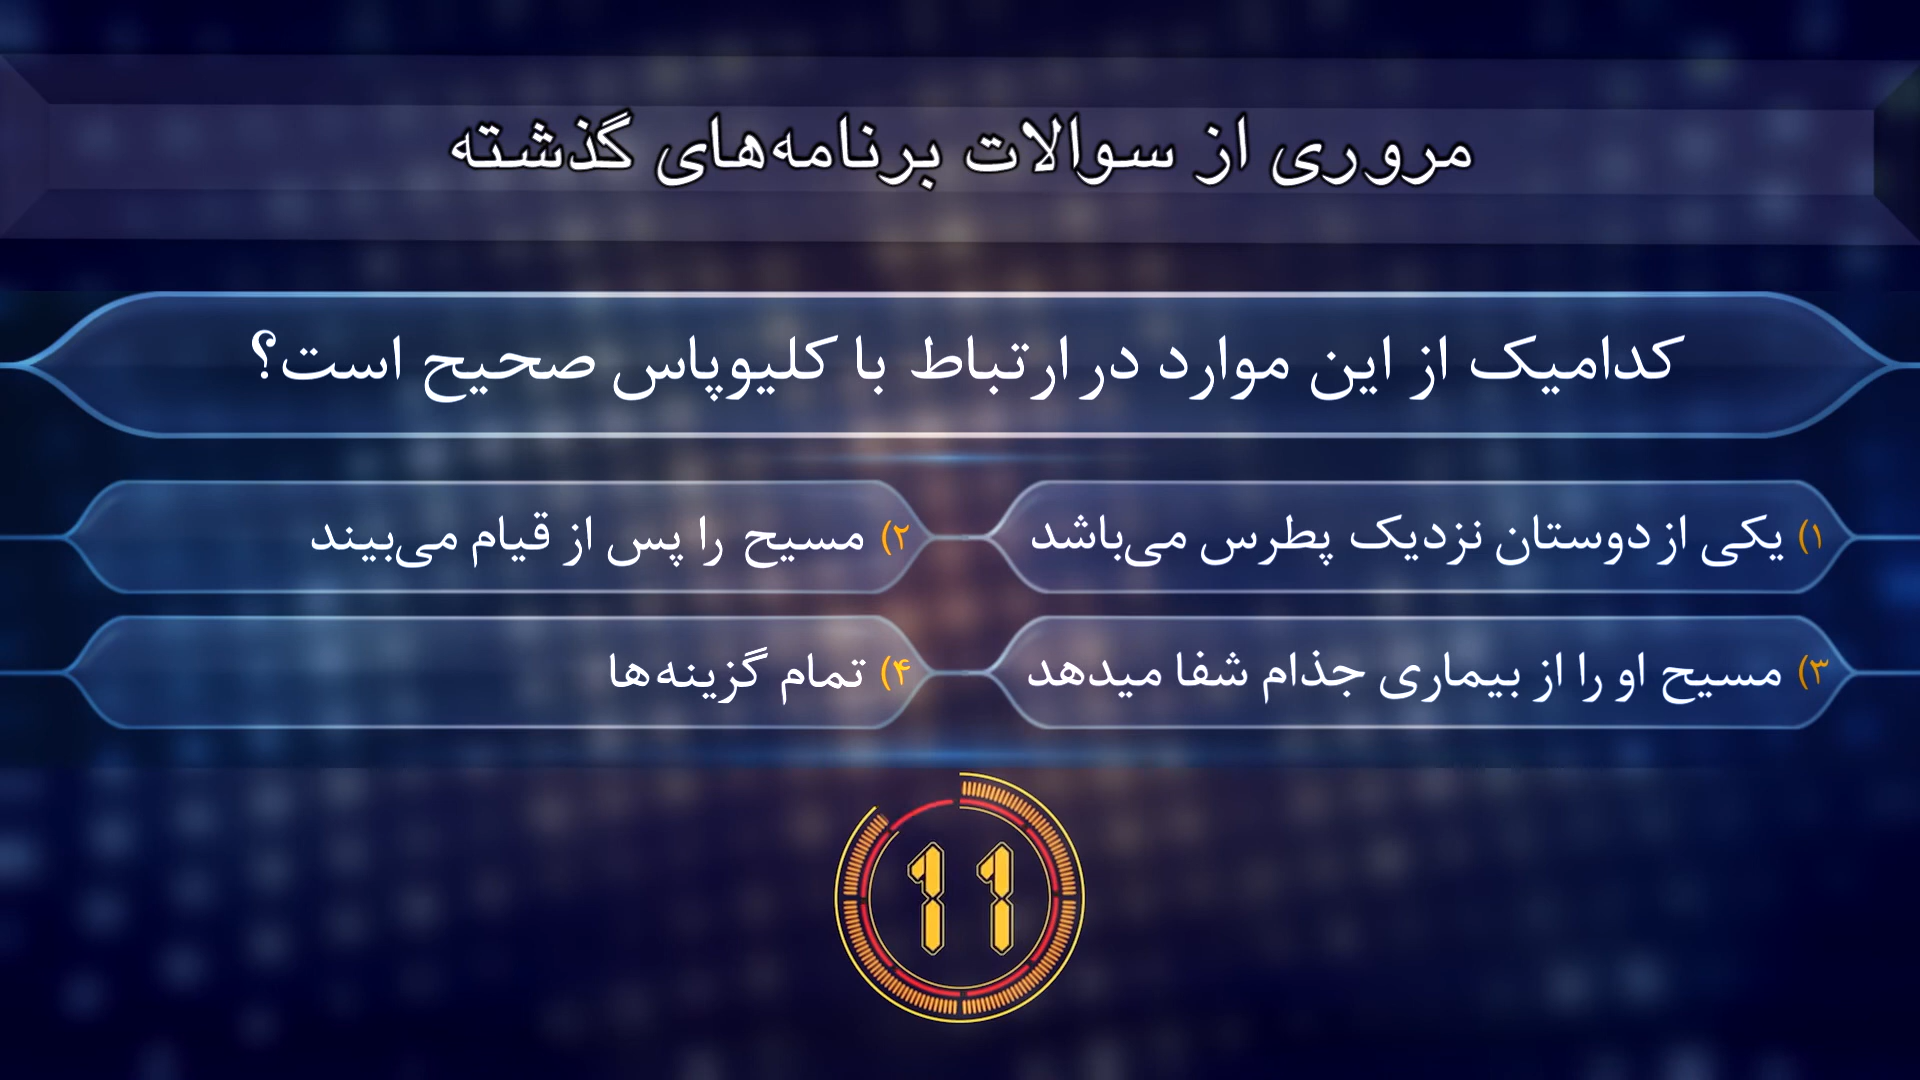 مروری از سوالات برنامه‌های گذشته
کدامیک از این موارد در ارتباط با کلیوپاس صحیح است؟
۱) یکی از دوستان نزدیک پطرس می‌باشد
۲) مسیح را پس از قیام می‌بیند
۳) مسیح او را از بیماری جذام شفا میدهد
۴) تمام گزینه‌ها
11